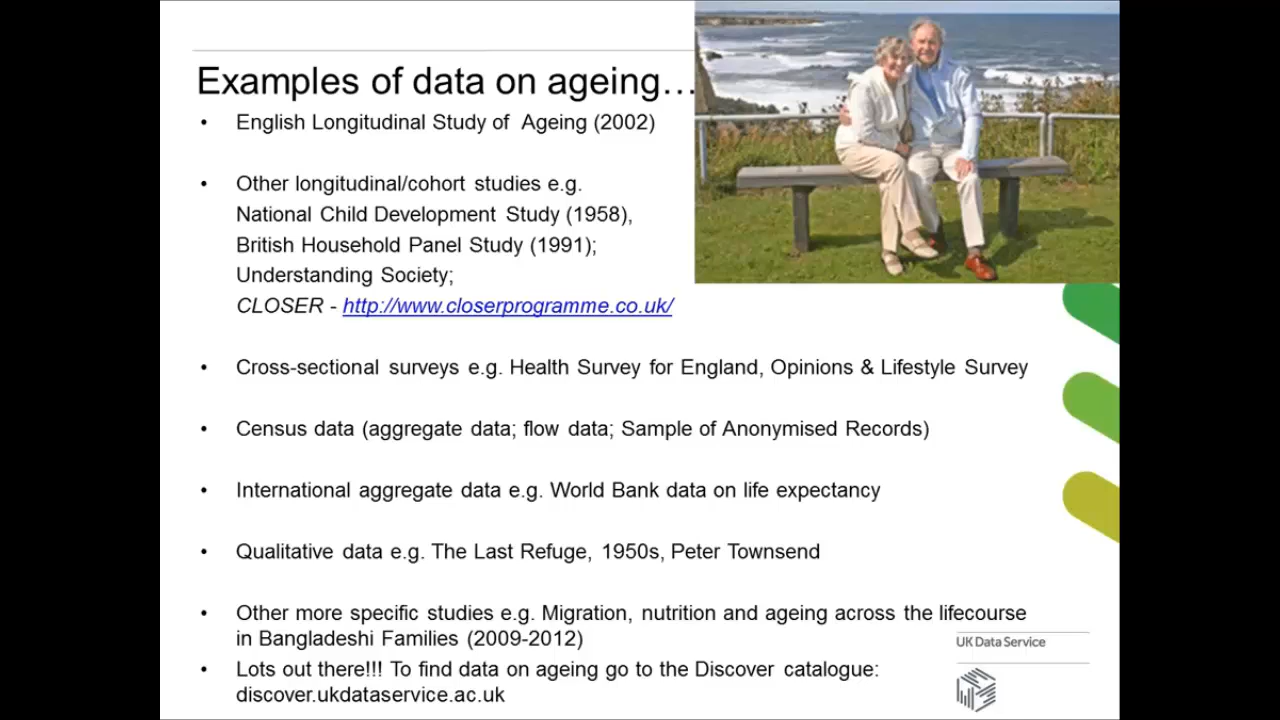 Examples of data on ageing…
• English Longitudinal Study of Ageing (2002)
• Other longitudinal/cohort studies e.g.
National Child Development Study (1958),
British Household Panel Study (1991);
Understanding Society;
CLOSER - http://www.closerprogramme.co.uk/
• Cross-sectional surveys e.g. Health Survey for England, Opinions & Lifestyle Survey
• Census data (aggregate data; flow data; Sample of Anonymised Records)
• International aggregate data e.g. World Bank data on life expectancy
• Qualitative data e.g. The Last Refuge, 1950s, Peter Townsend
• Other more specific studies e.g. Migration, nutrition and ageing across the lifecourse
in Bangladeshi Families (2009-2012)
• Lots out there!!! To find data on ageing go to the Discover catalogue:
discover.ukdataservice.ac.uk
UK Data Service